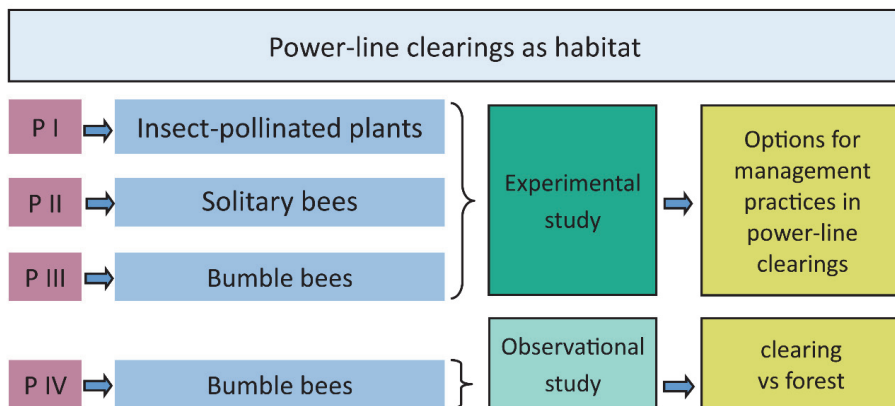 Power-line clearings as habitat
P I
Insect-pollinated plants
P II
Solitary bees
P III
Bumble bees
Experimental
study
Options for
management
practices in
power-line
clearings
P IV
Bumble bees
Observational
study
clearing
vs forest